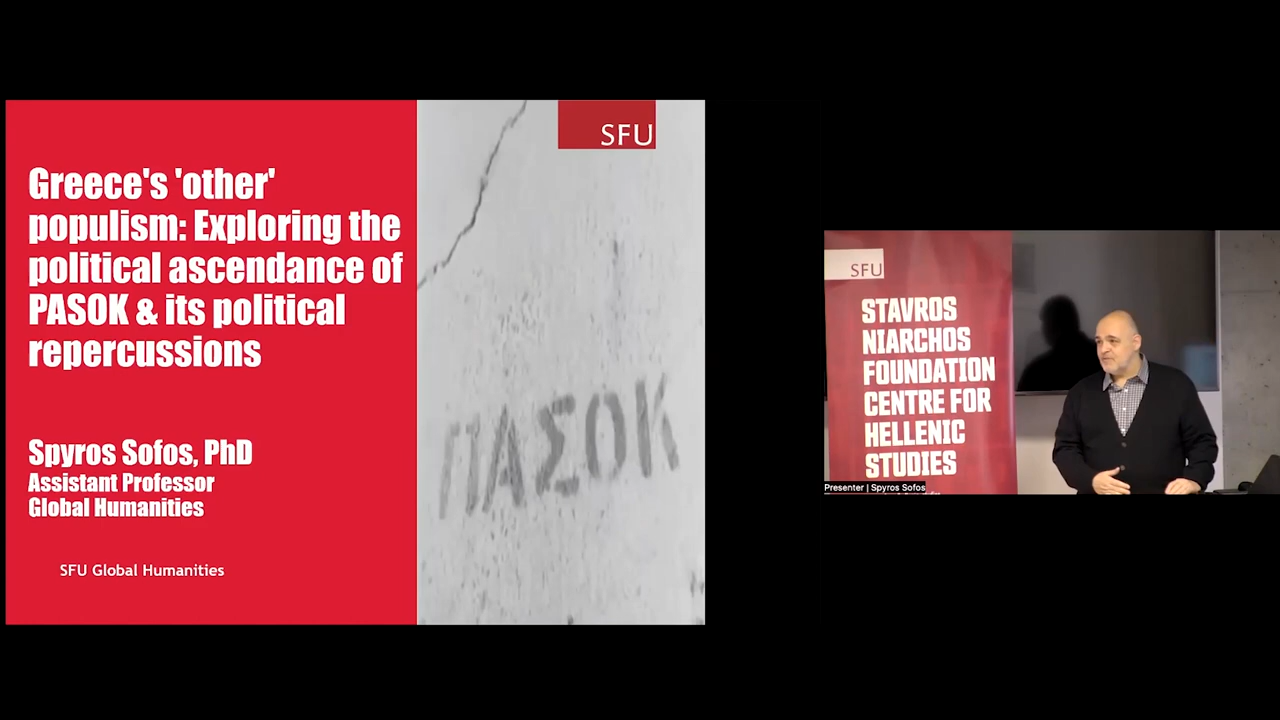 SFU
Greece's 'other'
populism: Exploring the
political ascendance of
PASOK & its political
repercussions
Spyros Sofos, PhD
Assistant Professor
Global Humanities
SFU Global Humanities
ΠΑΣΟΚ
SFU
STAVROS
NIARCHOS
FOUNDATION
CENTRE FOR
HELLENIC
STUDIES
Presenter | Spyros Sofos